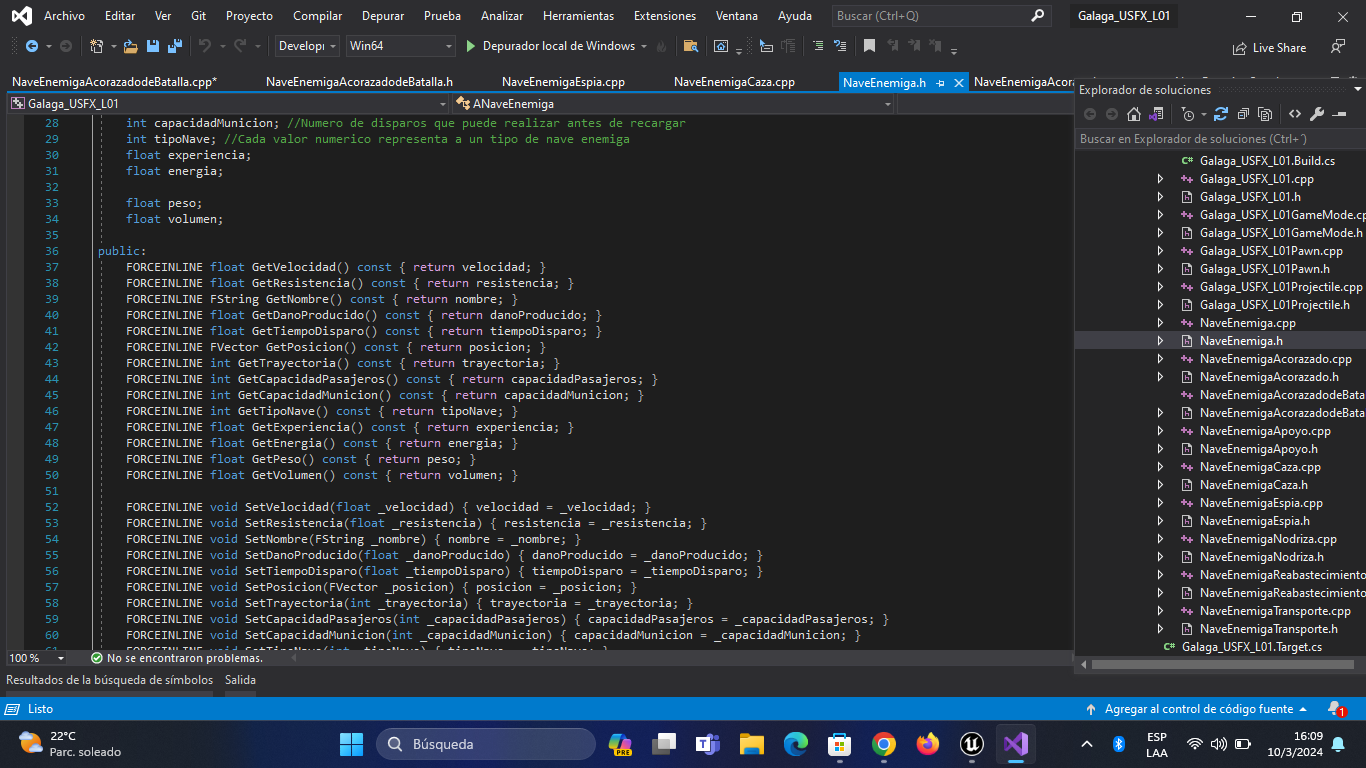 Archivo Editar Ver Git Proyecto Compilar Depurar Prueba Analizar Herramientas Extensiones Ventana Ayuda Buscar (Ctrl+Q) Galaga_USFX_L01
Develop Win64 Depurador local de Windows Live Share
NaveEnemigaAcorazadodeBatalla.cpp* NaveEnemigaAcorazadodeBatalla.h NaveEnemigaEspia.cpp NaveEnemigaCaza.cpp NaveEnemiga.h NaveEnemigaAcora
Galaga_USFX_L01 ANaveEnemiga
28 int capacidadMunicion; //Numero de disparos que puede realizar antes de recargar
29 int tipoNave; //Cada valor numerico representa a un tipo de nave enemiga
30 float experiencia;
31 float energia;
32
33 float peso;
34 float volumen;
35
36 public:
37 FORCEINLINE float GetVelocidad() const { return velocidad; }
38 FORCEINLINE float GetResistencia() const { return resistencia; }
39 FORCEINLINE FString GetNombre() const { return nombre; }
40 FORCEINLINE float GetDanoProducido() const { return danoProducido; }
41 FORCEINLINE float GetTiempoDisparo() const { return tiempoDisparo; }
42 FORCEINLINE FVector GetPosicion() const { return posicion; }
43 FORCEINLINE int GetTrayectoria() const { return trayectoria; }
44 FORCEINLINE int GetCapacidadPasajeros() const { return capacidadPasajeros; }
45 FORCEINLINE int GetCapacidadMunicion() const { return capacidadMunicion; }
46 FORCEINLINE int GetTipoNave() const { return tipoNave; }
47 FORCEINLINE float GetExperiencia() const { return experiencia; }
48 FORCEINLINE float GetEnergia() const { return energia; }
49 FORCEINLINE float GetPeso() const { return peso; }
50 FORCEINLINE float GetVolumen() const { return volumen; }
51
52 FORCEINLINE void SetVelocidad(float _velocidad) { velocidad = _velocidad; }
53 FORCEINLINE void SetResistencia(float _resistencia) { resistencia = _resistencia; }
54 FORCEINLINE void SetNombre(FString _nombre) { nombre = _nombre; }
55 FORCEINLINE void SetDanoProducido(float _danoProducido) { danoProducido = _danoProducido; }
56 FORCEINLINE void SetTiempoDisparo(float _tiempoDisparo) { tiempoDisparo = _tiempoDisparo; }
57 FORCEINLINE void SetPosicion(FVector _posicion) { posicion = _posicion; }
58 FORCEINLINE void SetTrayectoria(int _trayectoria) { trayectoria = _trayectoria; }
59 FORCEINLINE void SetCapacidadPasajeros(int _capacidadPasajeros) { capacidadPasajeros = _capacidadPasajeros; }
60 FORCEINLINE void SetCapacidadMunicion(int _capacidadMunicion) { capacidadMunicion = _capacidadMunicion; }
100 % No se encontraron problemas.
Explorador de soluciones
Buscar en Explorador de soluciones (Ctrl+´)
Galaga_USFX_L01.Build.cs
Galaga_USFX_L01.cpp
Galaga_USFX_L01.h
Galaga_USFX_L01GameMode.cp
Galaga_USFX_L01GameMode.h
Galaga_USFX_L01Pawn.cpp
Galaga_USFX_L01Pawn.h
Galaga_USFX_L01Projectile.cpp
Galaga_USFX_L01Projectile.h
NaveEnemiga.cpp
NaveEnemiga.h
NaveEnemigaAcorazado.cpp
NaveEnemigaAcorazado.h
NaveEnemigaAcorazadodeBata
NaveEnemigaAcorazadodeBata
NaveEnemigaApoyo.cpp
NaveEnemigaApoyo.h
NaveEnemigaCaza.cpp
NaveEnemigaCaza.h
NaveEnemigaEspia.cpp
NaveEnemigaEspia.h
NaveEnemigaNodriza.cpp
NaveEnemigaNodriza.h
NaveEnemigaReabastecimiento
NaveEnemigaReabastecimiento
NaveEnemigaTransporte.cpp
NaveEnemigaTransporte.h
Galaga_USFX_L01.Target.cs
Resultados de la búsqueda de símbolos Salida
Listo Agregar al control de código fuente 1
22°C
Parc. soleado
Búsqueda
PRE
ESP
LAA
16:09
10/3/2024